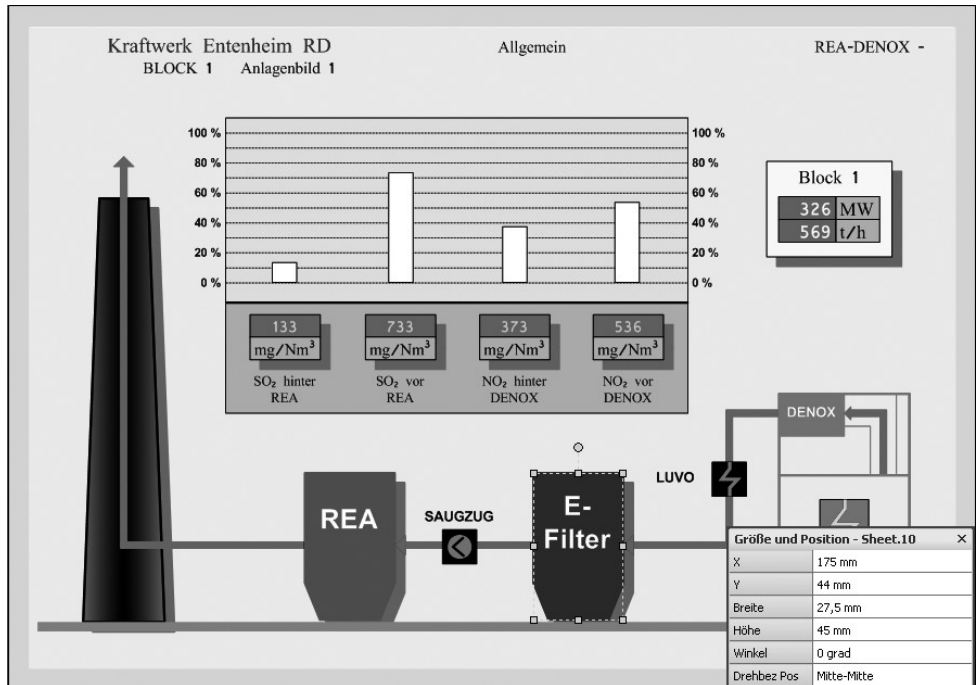 Kraftwerk Entenheim RD
Allgemein
REA-DENOX -
BLOCK 1 Anlagenbild 1
100 %
80 %
60 %
40 %
20 %
0 %
100 %
80 %
60 %
40 %
20 %
0 %
Block 1
326 MW
569 t/h
133
mg/Nm³
SO₂ hinter
REA
733
mg/Nm³
SO₂ vor
REA
373
mg/Nm³
NO₂ hinter
DENOX
536
mg/Nm³
NO₂ vor
DENOX
DENOX
LUVO
REA
SAUGZUG
E-
Filter
Größe und Position - Sheet.10
X 175 mm
Y 44 mm
Breite 27,5 mm
Höhe 45 mm
Winkel 0 grad
Drehbez Pos Mitte-Mitte